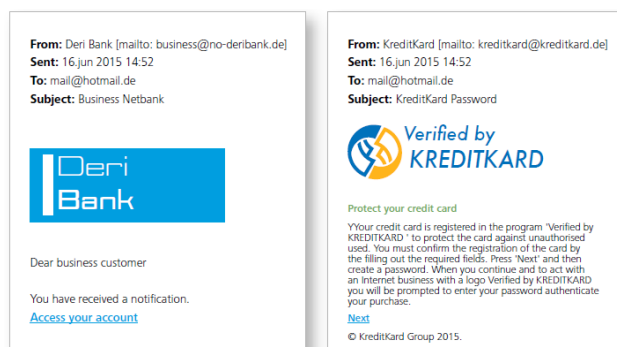 From: Deri Bank [mailto: business@no-deribank.de]
Sent: 16.jun 2015 14:52
To: mail@hotmail.de
Subject: Business Netbank
Deri
Bank
Dear business customer
You have received a notification.
Access your account
From: KreditKard [mailto: kreditkard@kreditkard.de]
Sent: 16.jun 2015 14:52
To: mail@hotmail.de
Subject: KreditKard Password
Verified by
KREDITKARD
Protect your credit card
YYour credit card is registered in the program 'Verified by
KREDITKARD ' to protect the card against unauthorised
used. You must confirm the registration of the card by
the filling out the required fields. Press 'Next' and then
create a password. When you continue and to act with
an Internet business with a logo Verified by KREDITKARD
you will be prompted to enter your password authenticate
your purchase.
Next
© KreditKard Group 2015.